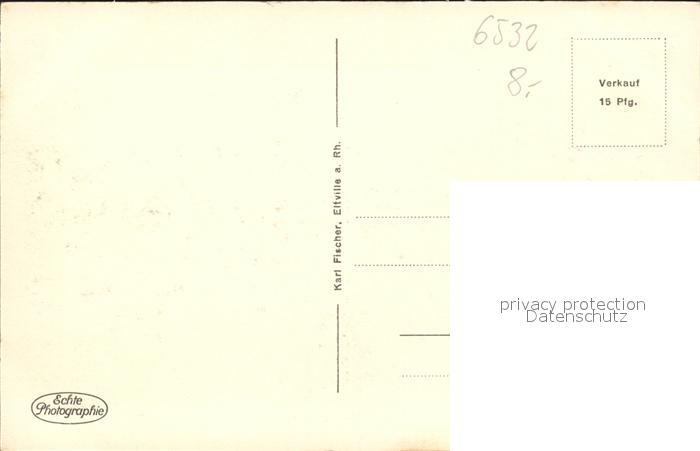 6532
8,-
Verkauf
15 Pfg.
Karl Fischer, Eltville a. Rh.
privacy protection
Datenschutz
Echte
Photographie